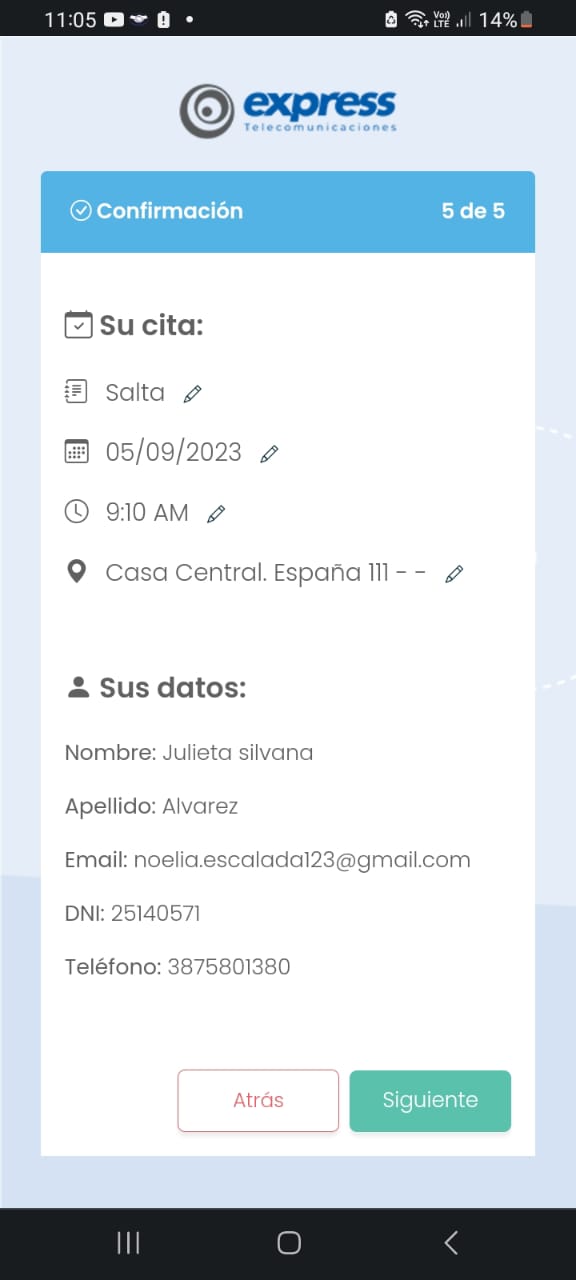 11:05 14%
express
Telecomunicaciones
Confirmación 5 de 5
Su cita:
Salta
05/09/2023
9:10 AM
Casa Central. España 111 - -
Sus datos:
Nombre: Julieta silvana
Apellido: Alvarez
Email: noelia.escalada123@gmail.com
DNI: 25140571
Teléfono: 3875801380
Atrás Siguiente